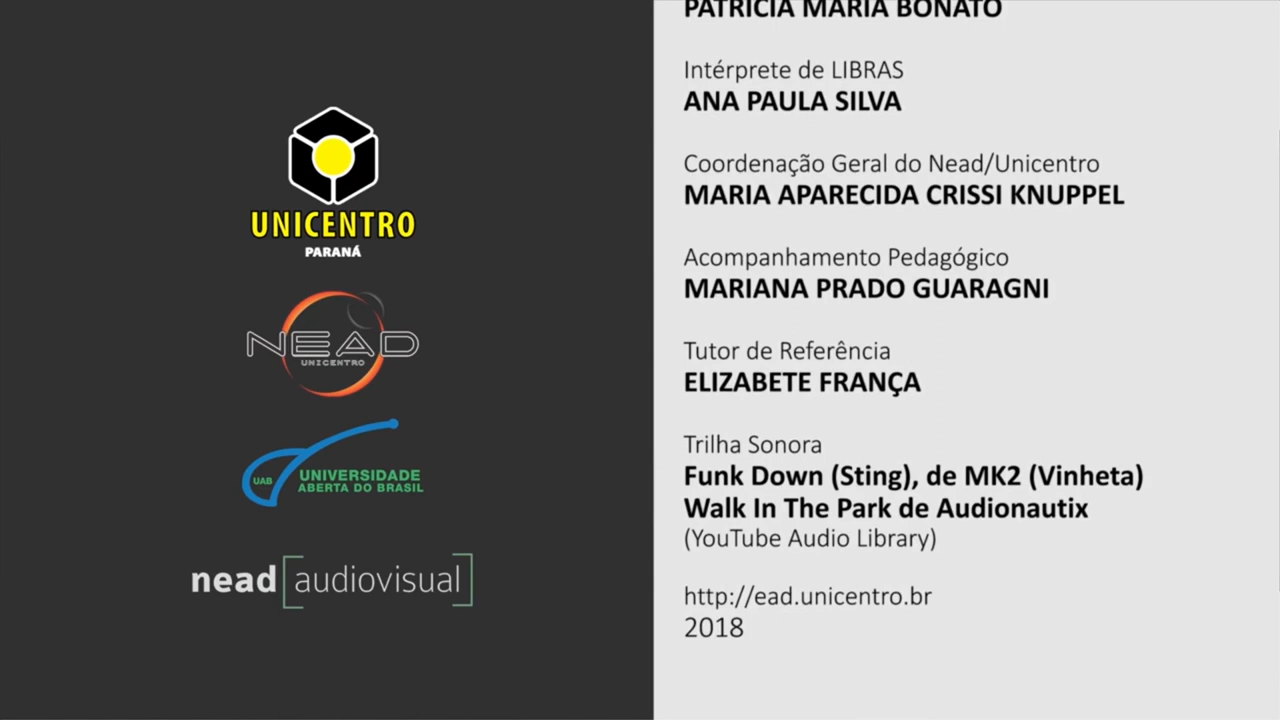 UNICENTRO
PARANÁ
NEAD
UNICENTRO
UAB
UNIVERSIDADE
ABERTA DO BRASIL
nead[audiovisual]
PATRICIA MARIA BONATO
Intérprete de LIBRAS
ANA PAULA SILVA
Coordenação Geral do Nead/Unicentro
MARIA APARECIDA CRISSI KNUPPEL
Acompanhamento Pedagógico
MARIANA PRADO GUARAGNI
Tutor de Referência
ELIZABETE FRANÇA
Trilha Sonora
Funk Down (Sting), de MK2 (Vinheta)
Walk In The Park de Audionautix
(YouTube Audio Library)
http://ead.unicentro.br
2018